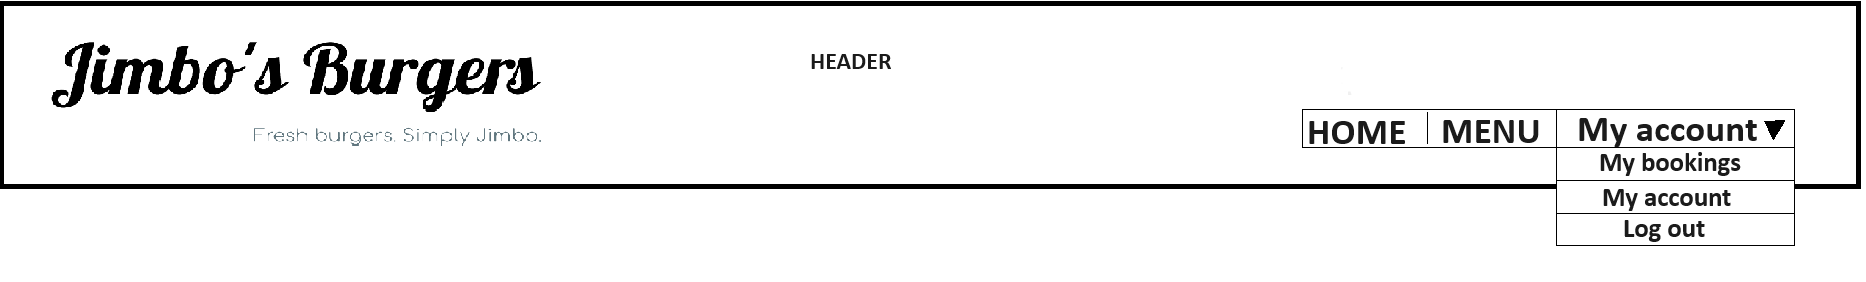 Jimbo's Burgers
Fresh burgers. Simply Jimbo.
HEADER
HOME
MENU
My account
My bookings
My account
Log out